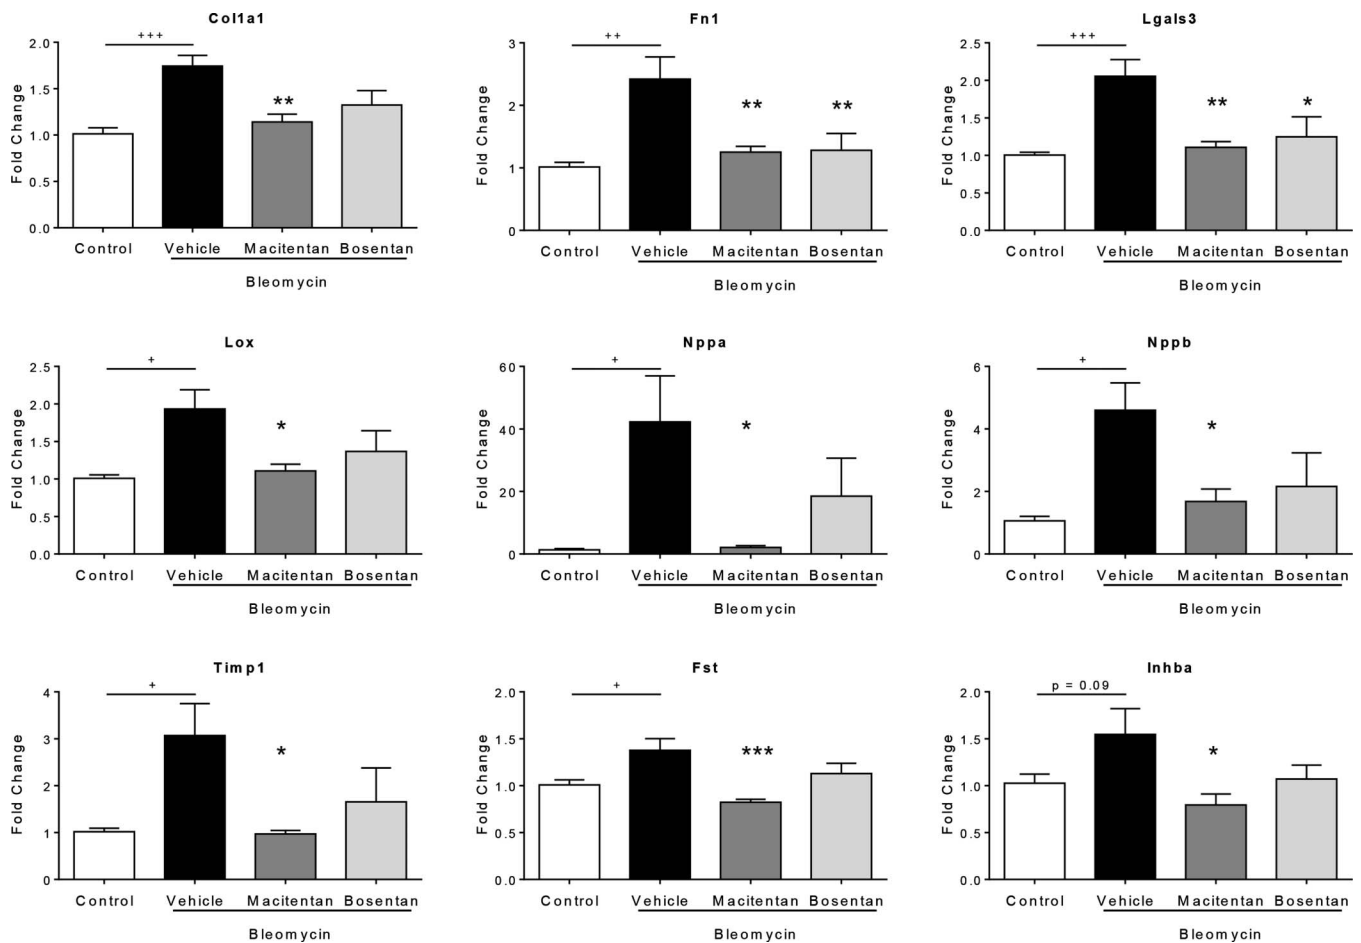 Col1a1
+++
2.0
1.5
1.0
0.5
0.0
Fold Change
**
Control Vehicle Macitentan Bosentan
Bleomycin
Fn1
++
3
2
1
0
Fold Change
** **
Control Vehicle Macitentan Bosentan
Bleomycin
Lgals3
+++
2.5
2.0
1.5
1.0
0.5
0.0
Fold Change
** *
Control Vehicle Macitentan Bosentan
Bleomycin
Lox
+
2.5
2.0
1.5
1.0
0.5
0.0
Fold Change
*
Control Vehicle Macitentan Bosentan
Bleomycin
Nppa
+
60
40
20
0
Fold Change
*
Control Vehicle Macitentan Bosentan
Bleomycin
Nppb
+
6
4
2
0
Fold Change
*
Control Vehicle Macitentan Bosentan
Bleomycin
Timp1
+
4
3
2
1
0
Fold Change
*
Control Vehicle Macitentan Bosentan
Bleomycin
Fst
+
2.0
1.5
1.0
0.5
0.0
Fold Change
***
Control Vehicle Macitentan Bosentan
Bleomycin
Inhba
p = 0.09
2.0
1.5
1.0
0.5
0.0
Fold Change
*
Control Vehicle Macitentan Bosentan
Bleomycin